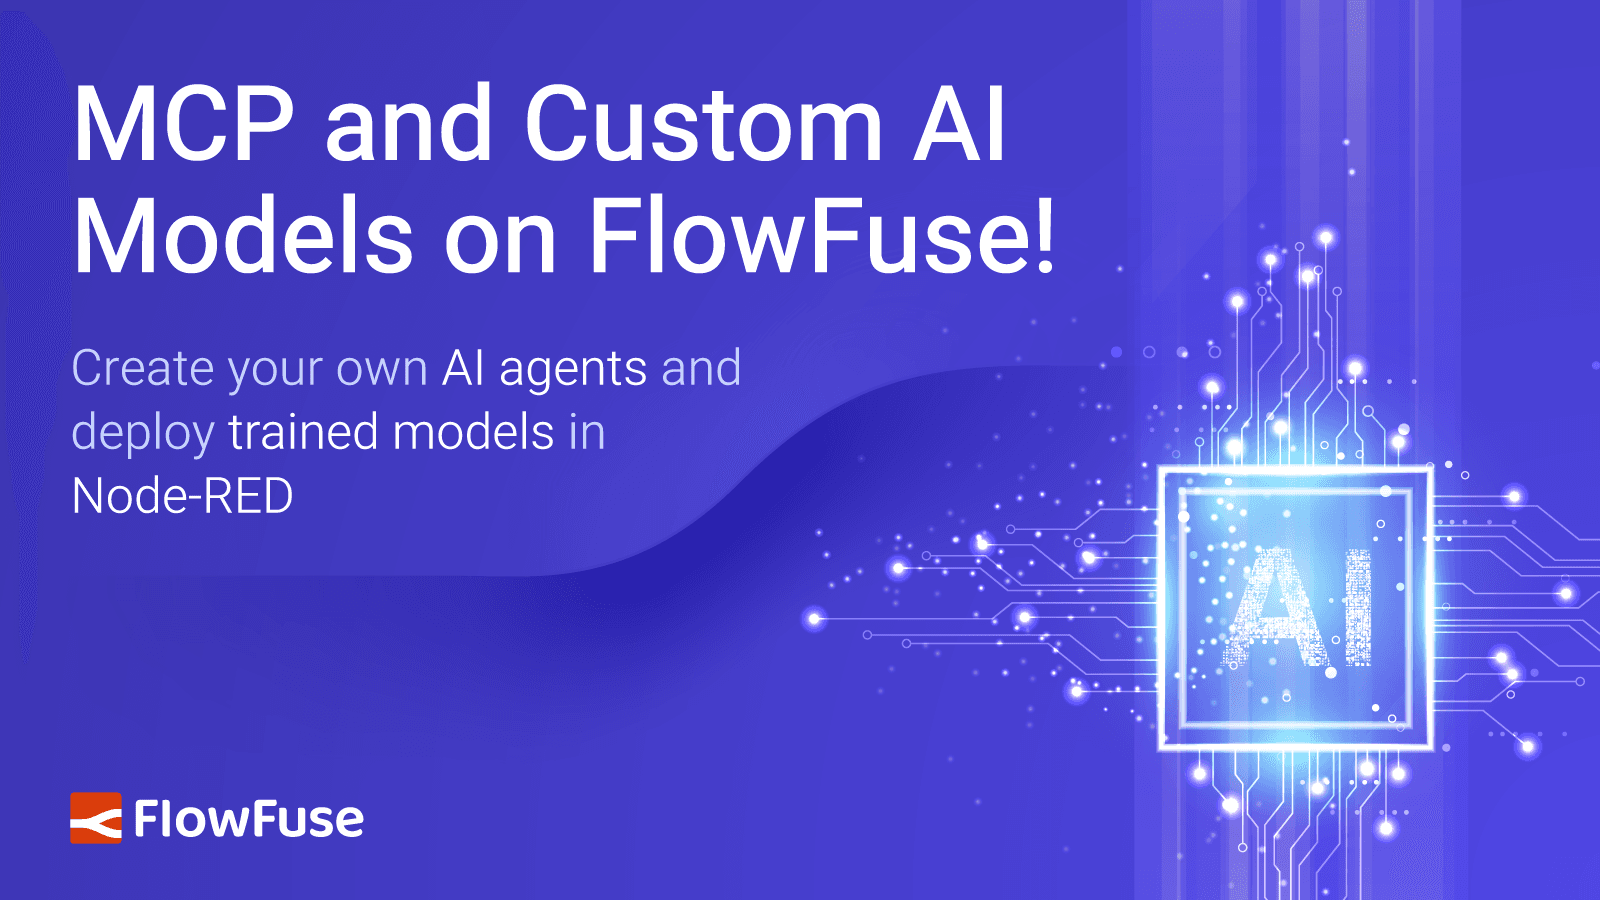 MCP and Custom AI
Models on FlowFuse!
Create your own AI agents and
deploy trained models in
Node-RED
AI
FlowFuse